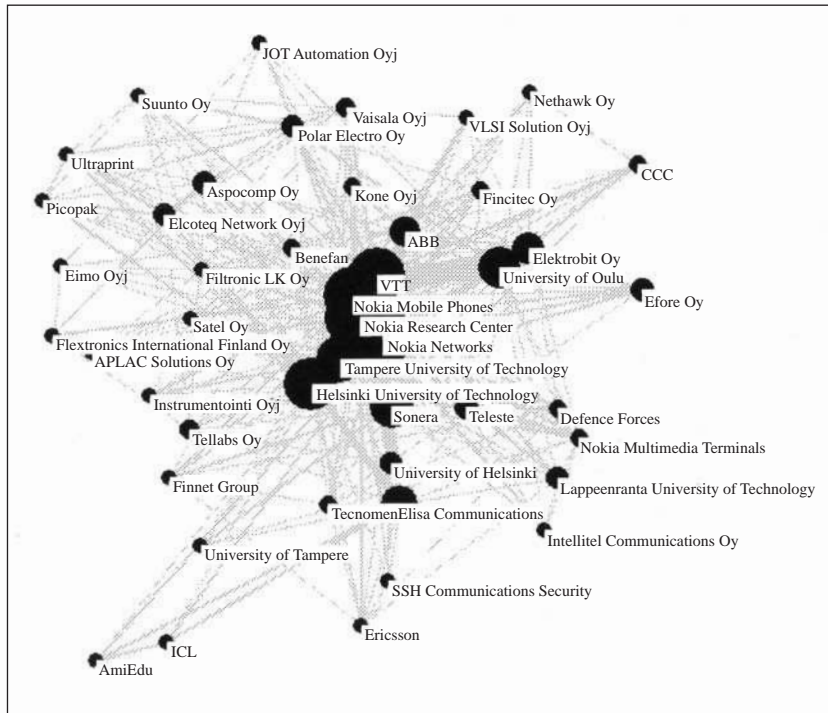 JOT Automation Oyj
Suunto Oy
Nethawk Oy
Vaisala Oyj
VLSI Solution Oyj
Polar Electro Oy
Ultraprint
CCC
Aspocomp Oy
Kone Oyj
Fincitec Oy
Picopak
Elcoteq Network Oyj
ABB
Benefan
Elektrobit Oy
Eimo Oyj
Filtronic LK Oy
VTT
University of Oulu
Nokia Mobile Phones
Efore Oy
Satel Oy
Nokia Research Center
Flextronics International Finland Oy
Nokia Networks
APLAC Solutions Oy
Tampere University of Technology
Instrumentointi Oyj
Helsinki University of Technology
Sonera
Teleste
Defence Forces
Tellabs Oy
Nokia Multimedia Terminals
University of Helsinki
Finnet Group
Lappeenranta University of Technology
TecnomenElisa Communications
Intellitel Communications Oy
University of Tampere
SSH Communications Security
Ericsson
ICL
AmiEdu